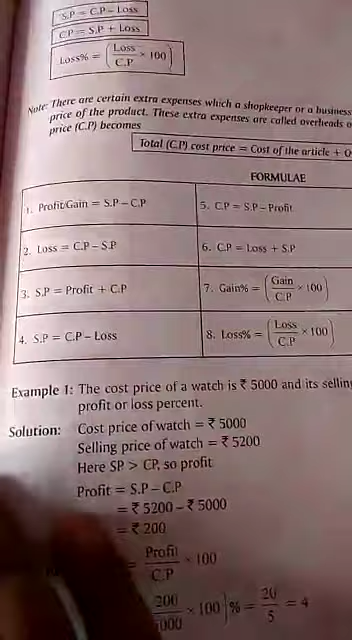 S.P = C.P – Loss
C.P = S.P + Loss
Loss% = (Loss/C.P × 100)
Note: There are certain extra expenses which a shopkeeper or a business
price of the product. These extra expenses are called overheads o
price (C.P) becomes
Total (C.P) cost price = Cost of the article + O
FORMULAE
1. Profit/Gain = S.P – C.P
5. C.P = S.P – Profit
2. Loss = C.P – S.P
6. C.P = Loss + S.P
3. S.P = Profit + C.P
7. Gain% = (Gain/C.P × 100)
4. S.P = C.P – Loss
8. Loss% = (Loss/C.P × 100)
Example 1: The cost price of a watch is ₹ 5000 and its sellin
profit or loss percent.
Solution: Cost price of watch = ₹ 5000
Selling price of watch = ₹ 5200
Here SP > CP, so profit
Profit = S.P – C.P
= ₹ 5200 – ₹ 5000
= ₹ 200
= Profit/C.P × 100
200/000 × 100)% = 20/5 = 4